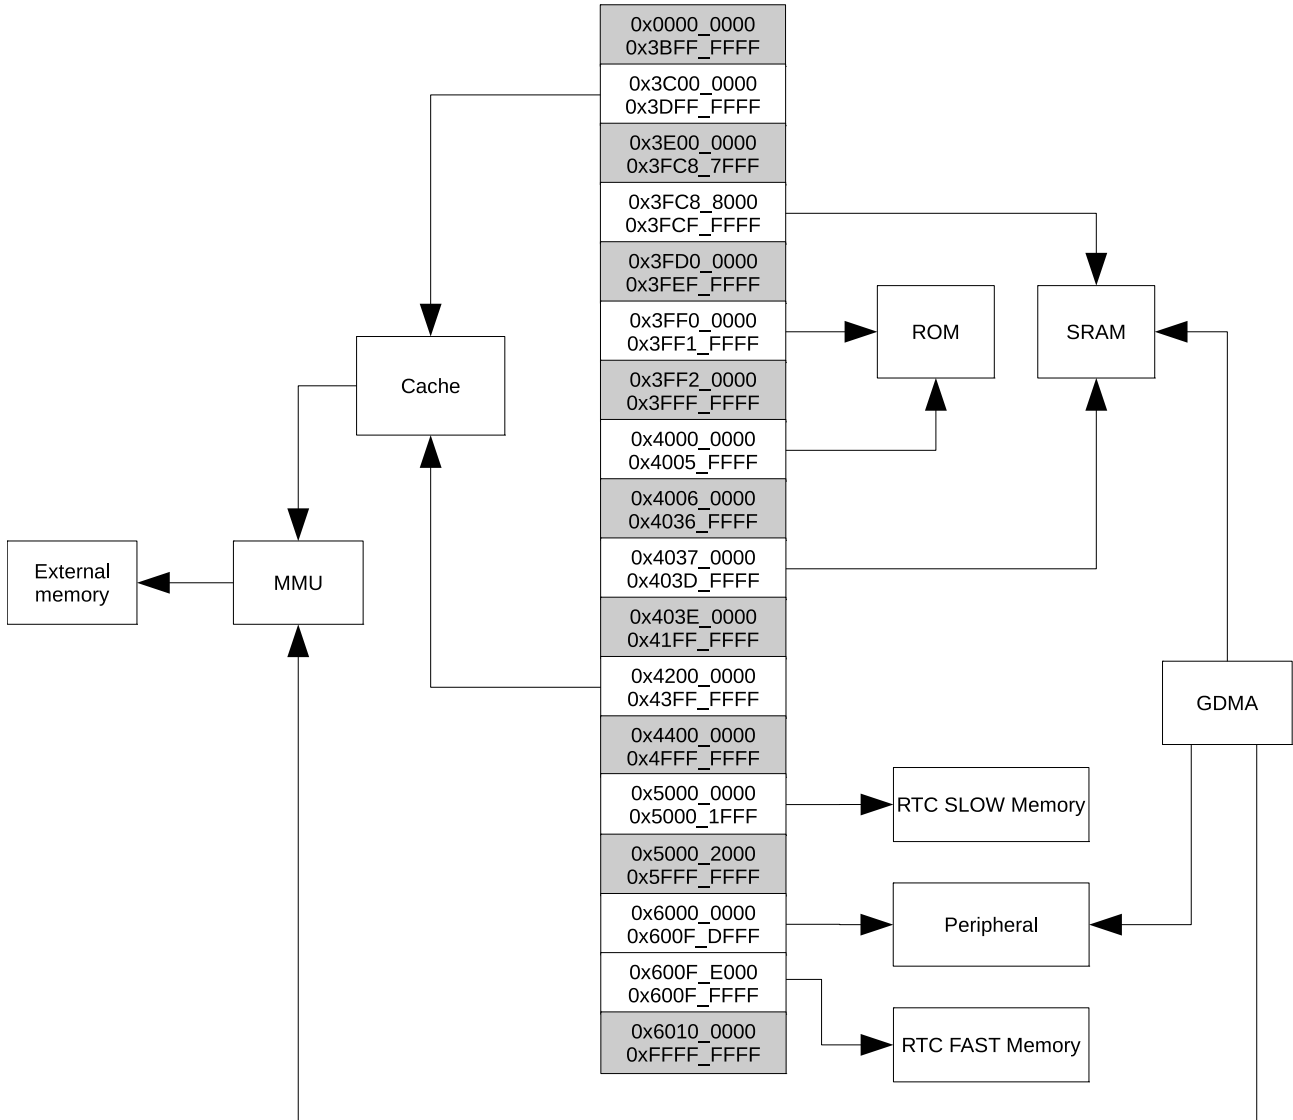 0x0000_0000
0x3BFF_FFFF
0x3C00_0000
0x3DFF_FFFF
0x3E00_0000
0x3FC8_7FFF
0x3FC8_8000
0x3FCF_FFFF
0x3FD0_0000
0x3FEF_FFFF
0x3FF0_0000
0x3FF1_FFFF
0x3FF2_0000
0x3FFF_FFFF
0x4000_0000
0x4005_FFFF
0x4006_0000
0x4036_FFFF
0x4037_0000
0x403D_FFFF
0x403E_0000
0x41FF_FFFF
0x4200_0000
0x43FF_FFFF
0x4400_0000
0x4FFF_FFFF
0x5000_0000
0x5000_1FFF
0x5000_2000
0x5FFF_FFFF
0x6000_0000
0x600F_DFFF
0x600F_E000
0x600F_FFFF
0x6010_0000
0xFFFF_FFFF
Cache
External
memory
MMU
ROM
SRAM
GDMA
RTC SLOW Memory
Peripheral
RTC FAST Memory